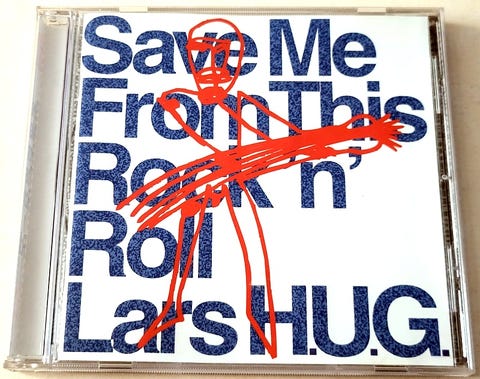 Save Me
From This
Rock 'n'
Roll
Lars H.U.G.